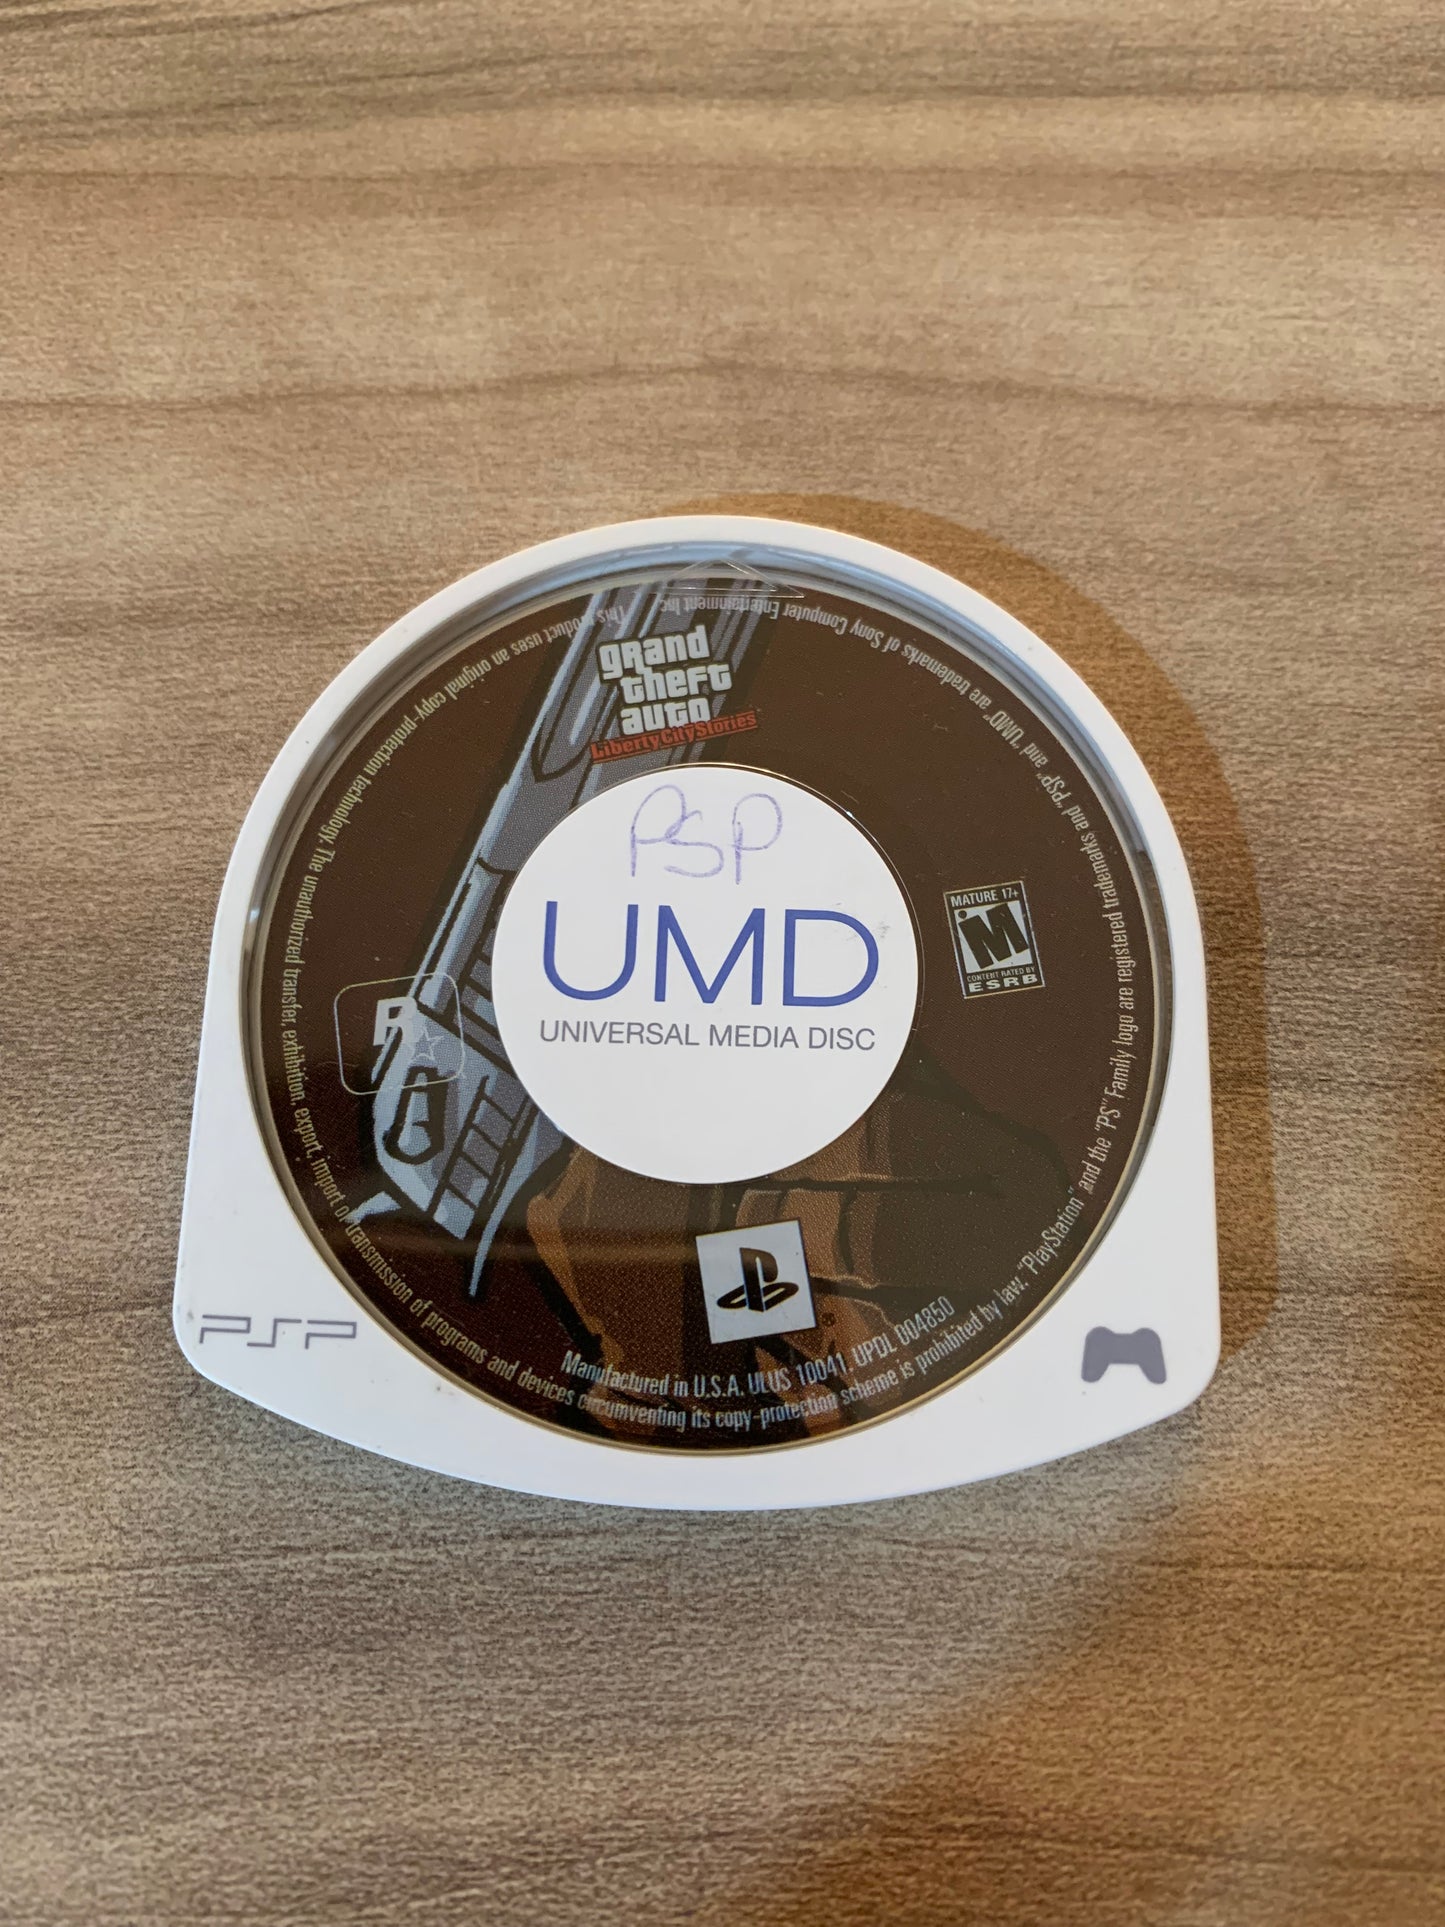 grand
theft
auto
Liberty City Stories
PSP
UMD
UNIVERSAL MEDIA DISC
MATURE 17+
M
CONTENT RATED BY
ESRB
R
PSP
Manufactured in U.S.A. ULUS 10041 UPDL D04850
"PlayStation" and the "PS" Family logo are registered trademarks and "PSP" and "UMD" are trademarks of Sony Computer Entertainment Inc. This product uses an original copy-protection technology. The unauthorized transfer, exhibition, export, import or transmission of programs and devices circumventing its copy-protection scheme is prohibited by law.